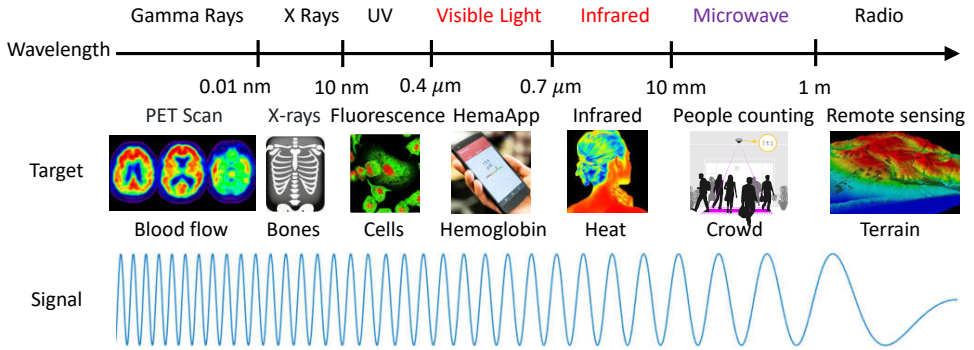 Gamma Rays X Rays UV Visible Light Infrared Microwave Radio
Wavelength
0.01 nm 10 nm 0.4 μm 0.7 μm 10 mm 1 m
PET Scan X-rays Fluorescence HemaApp Infrared People counting Remote sensing
Target
Blood flow Bones Cells Hemoglobin Heat Crowd Terrain
Signal